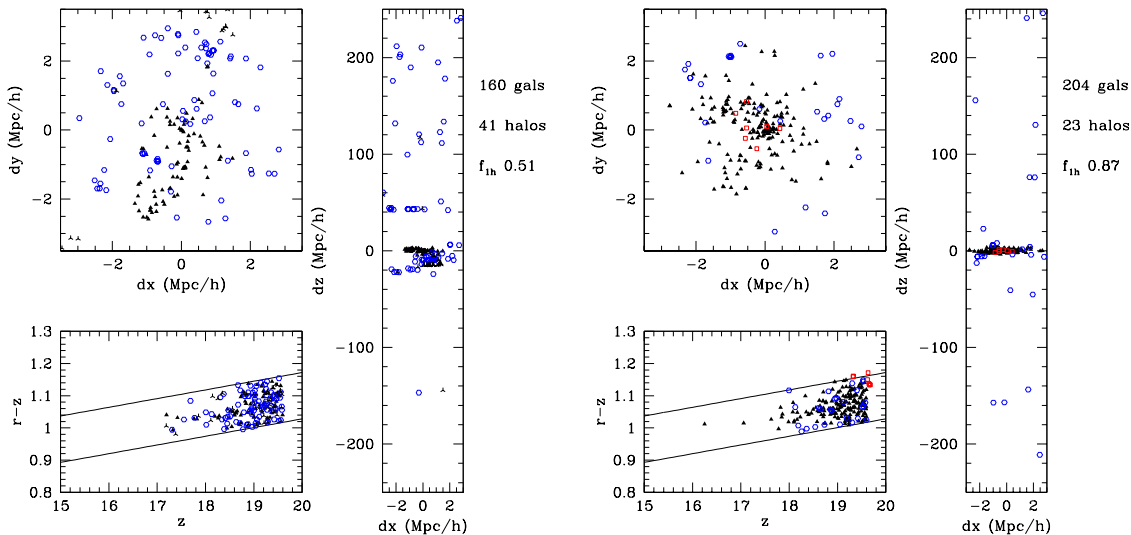 2
0
−2
dy (Mpc/h)
−2
0
2
dx (Mpc/h)
200
100
0
−100
−200
dz (Mpc/h)
−2
0
2
dx (Mpc/h)
160 gals
41 halos
f1h 0.51
1.3
1.2
1.1
1
0.9
0.8
r−z
15
16
17
18
19
20
z
2
0
−2
dy (Mpc/h)
−2
0
2
dx (Mpc/h)
200
100
0
−100
−200
dz (Mpc/h)
−2
0
2
dx (Mpc/h)
204 gals
23 halos
f1h 0.87
1.3
1.2
1.1
1
0.9
0.8
r−z
15
16
17
18
19
20
z